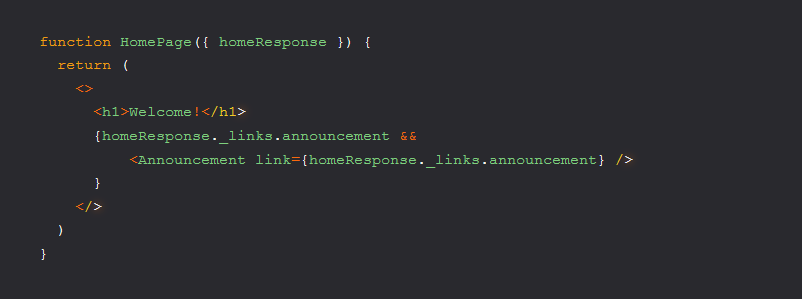 function HomePage({ homeResponse }) {
  return (
    <>
      <h1>Welcome!</h1>
      {homeResponse._links.announcement &&
          <Announcement link={homeResponse._links.announcement} />
      }
    </>
  )
}